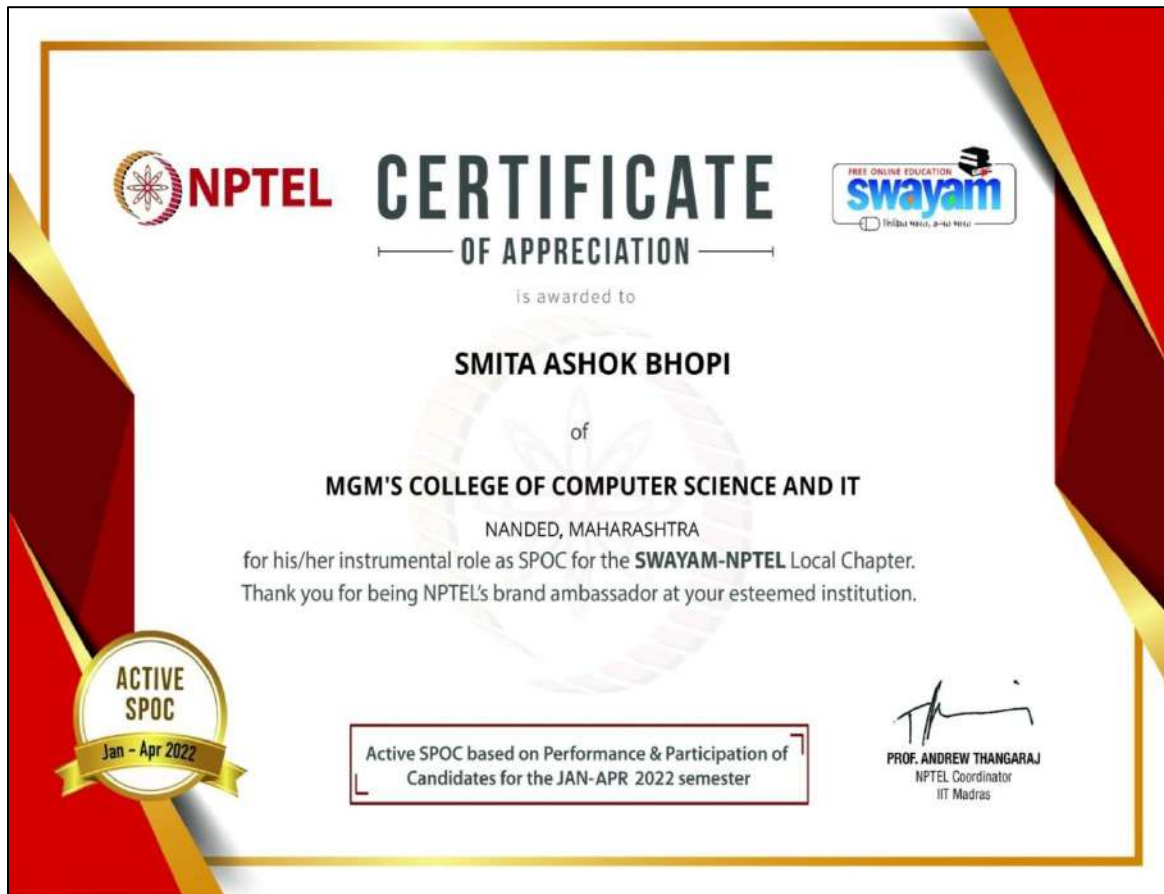 NPTEL
CERTIFICATE
OF APPRECIATION
FREE ONLINE EDUCATION
swayam
is awarded to
SMITA ASHOK BHOPI
of
MGM'S COLLEGE OF COMPUTER SCIENCE AND IT
NANDED, MAHARASHTRA
for his/her instrumental role as SPOC for the SWAYAM-NPTEL Local Chapter.
Thank you for being NPTEL's brand ambassador at your esteemed institution.
ACTIVE
SPOC
Jan - Apr 2022
Active SPOC based on Performance & Participation of
Candidates for the JAN-APR 2022 semester
PROF. ANDREW THANGARAJ
NPTEL Coordinator
IIT Madras